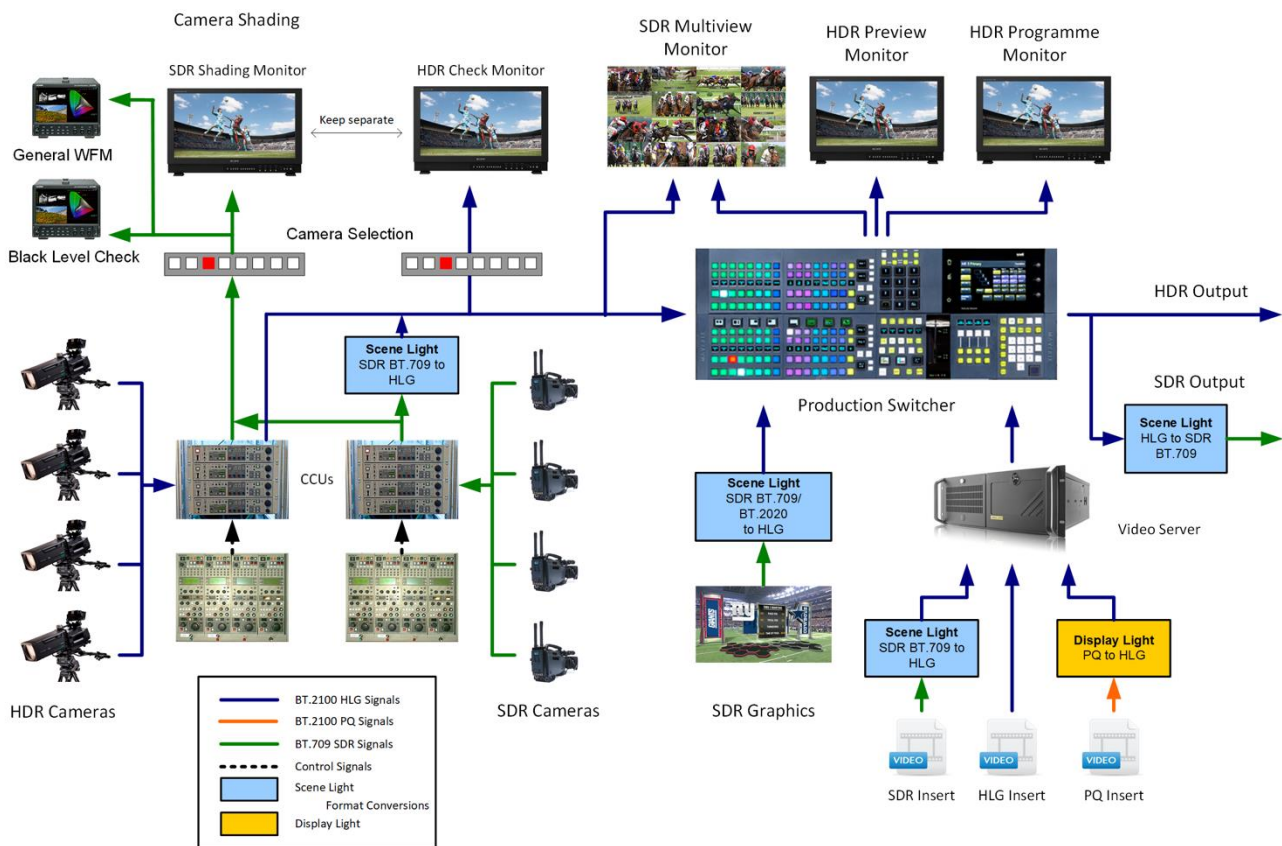 Camera Shading
SDR Shading Monitor
HDR Check Monitor
SDR Multiview
Monitor
HDR Preview
Monitor
HDR Programme
Monitor
Keep separate
General WFM
Black Level Check
Camera Selection
Scene Light
SDR BT.709 to
HLG
CCUs
Production Switcher
HDR Output
SDR Output
Scene Light
HLG to SDR
BT.709
Scene Light
SDR BT.709/
BT.2020
to HLG
Video Server
GIANTS
Scene Light
SDR BT.709 to
HLG
Display Light
PQ to HLG
HDR Cameras
SDR Cameras
SDR Graphics
VIDEO
VIDEO
VIDEO
SDR Insert
HLG Insert
PQ Insert
BT.2100 HLG Signals
BT.2100 PQ Signals
BT.709 SDR Signals
Control Signals
Scene Light
Format Conversions
Display Light